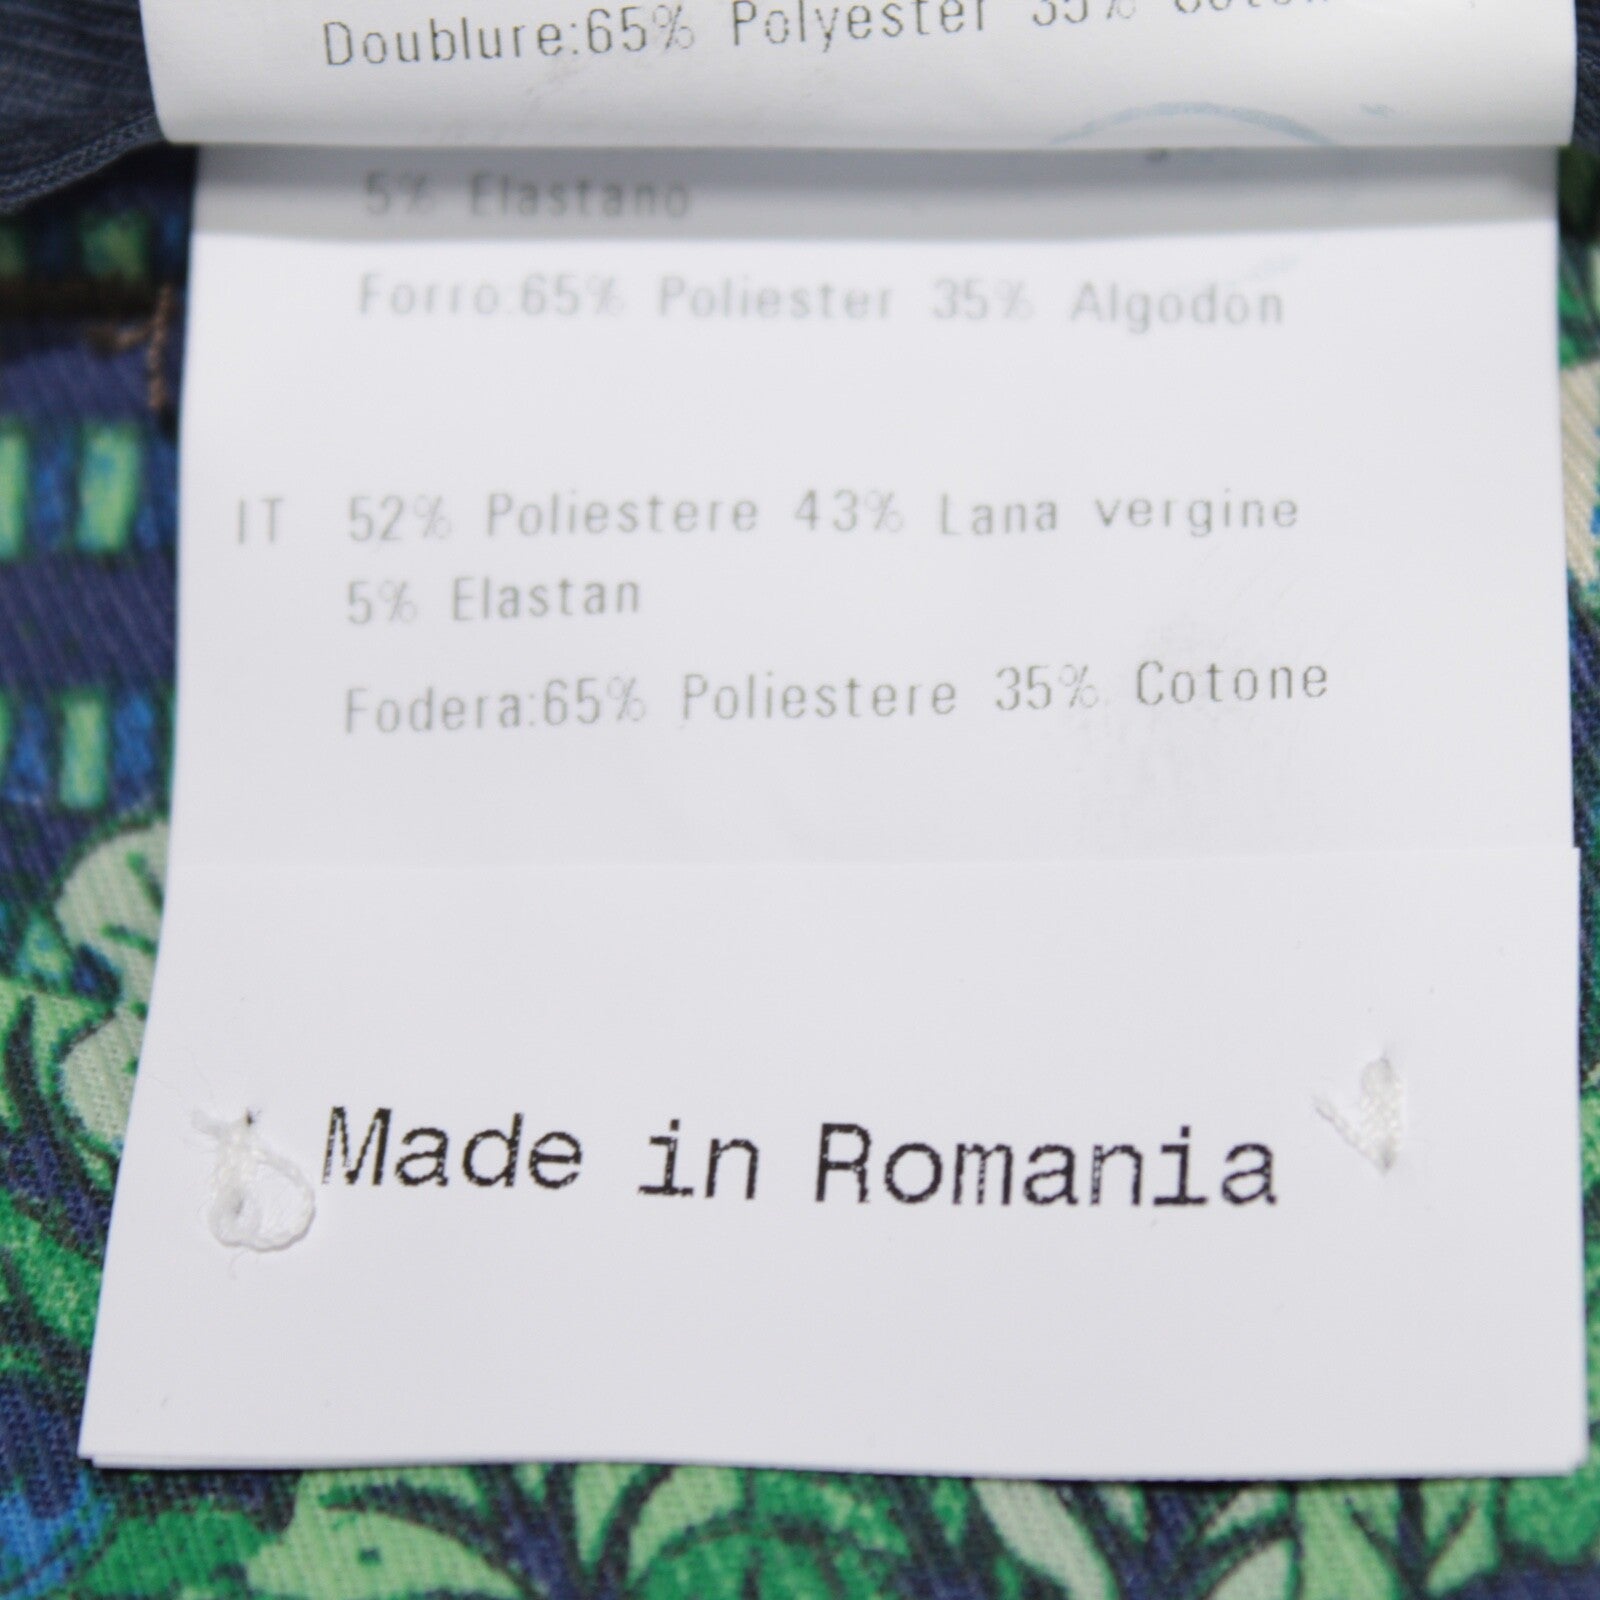 Doublure:65% Polyester 35% Coton
5% Elastano
Forro:65% Poliester 35% Algodón
IT 52% Poliestere 43% Lana vergine
5% Elastan
Fodera:65% Poliestere 35% Cotone
Made in Romania